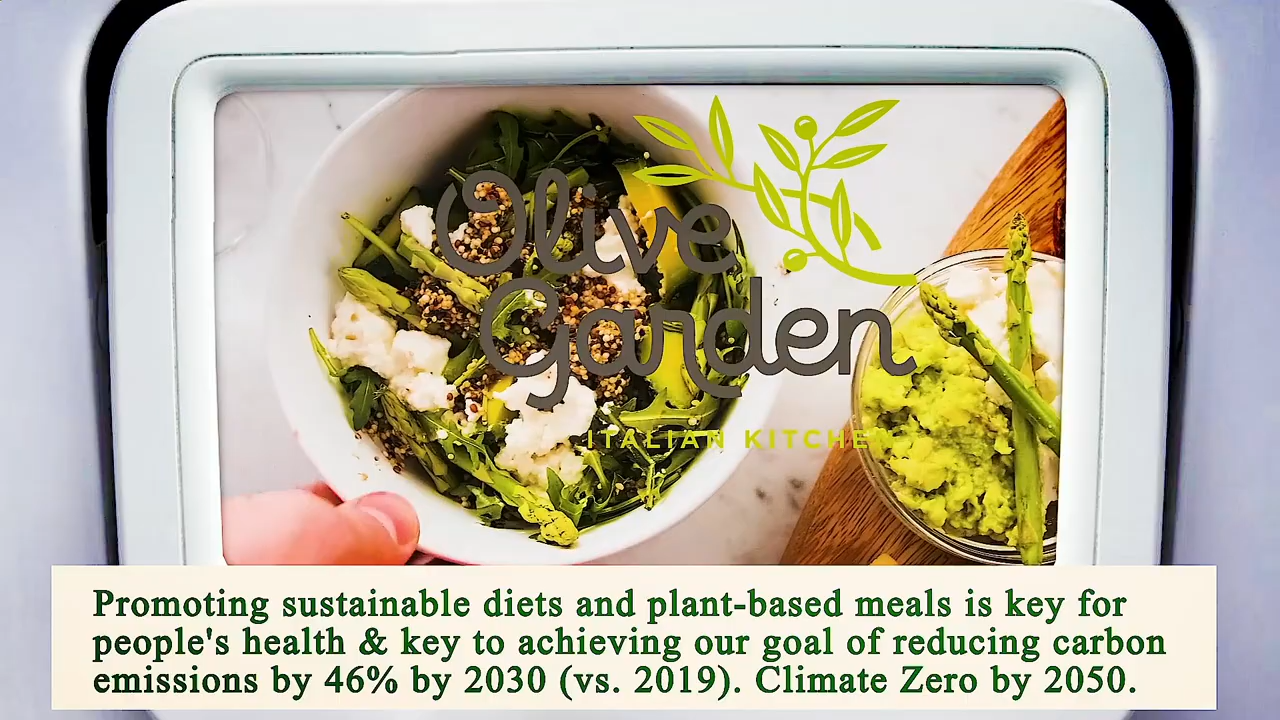 Olive
Garden
ITALIAN KITCHEN
Promoting sustainable diets and plant-based meals is key for
people's health & key to achieving our goal of reducing carbon
emissions by 46% by 2030 (vs. 2019). Climate Zero by 2050.